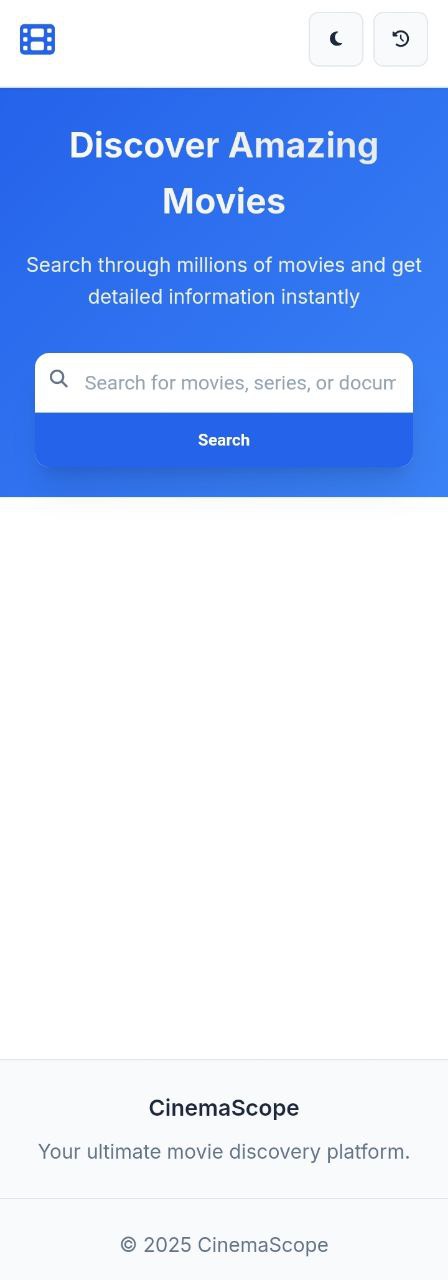 Discover Amazing
Movies
Search through millions of movies and get
detailed information instantly
Search for movies, series, or docum
Search
CinemaScope
Your ultimate movie discovery platform.
© 2025 CinemaScope